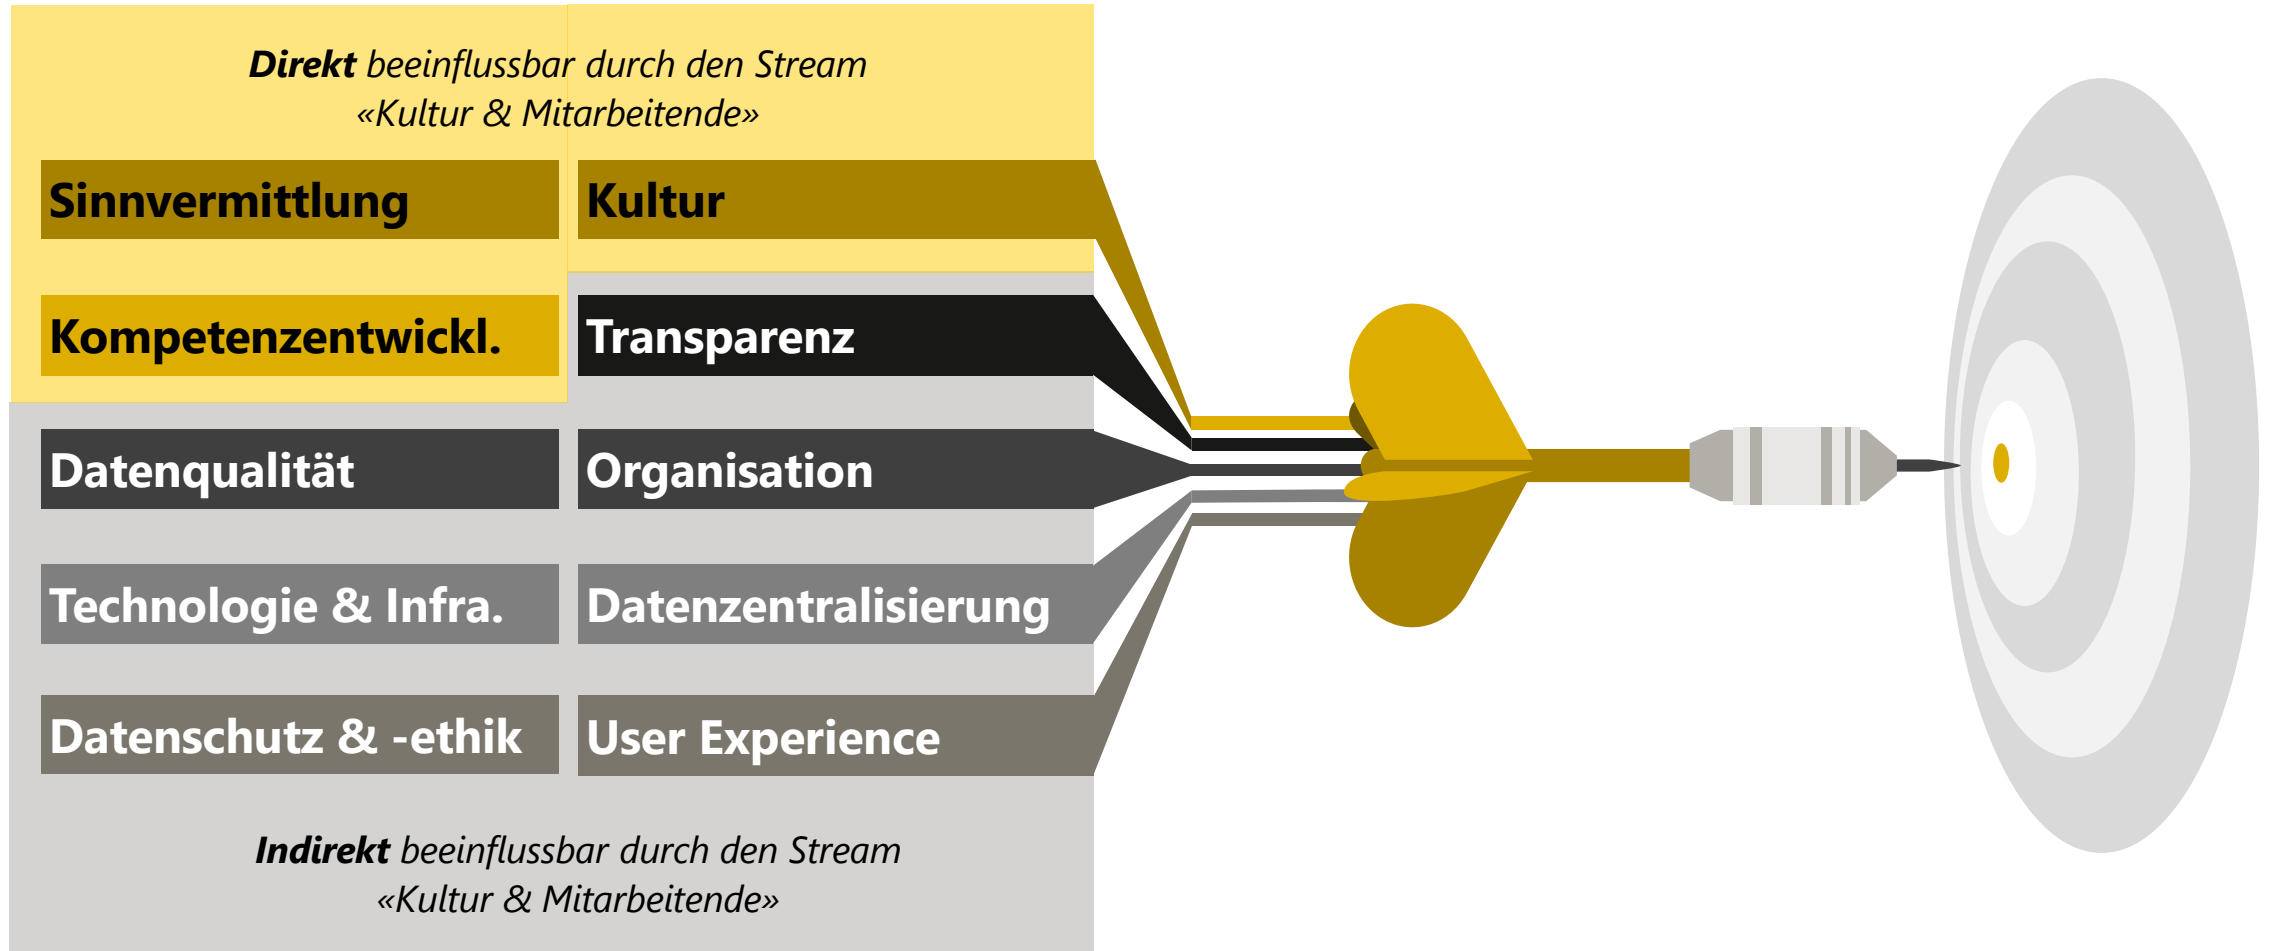 Direkt beeinflussbar durch den Stream
«Kultur & Mitarbeitende»
Sinnvermittlung
Kultur
Kompetenzentwickl.
Transparenz
Datenqualität
Organisation
Technologie & Infra.
Datenzentralisierung
Datenschutz & -ethik
User Experience
Indirekt beeinflussbar durch den Stream
«Kultur & Mitarbeitende»